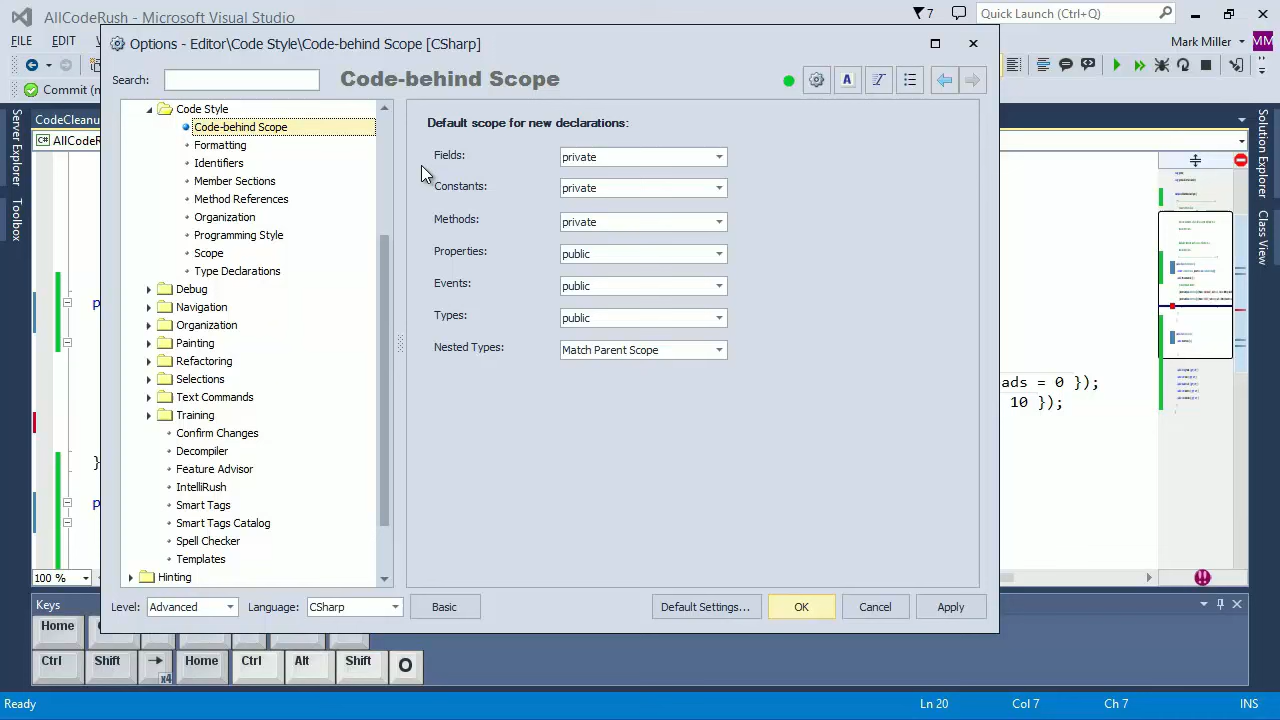 AllCodeRush - Microsoft Visual Studio
7
Quick Launch (Ctrl+Q)
FILE EDIT
Mark Miller MM
Options - Editor\Code Style\Code-behind Scope [CSharp]
Search:
Code-behind Scope
Commit (m
CodeCleanu
C# AllCodeR
Server Explorer
Toolbox
Solution Explorer
Class View
Code Style
Code-behind Scope
Formatting
Identifiers
Member Sections
Method References
Organization
Programming Style
Scope
Type Declarations
Debug
Navigation
Organization
Painting
Refactoring
Selections
Text Commands
Training
Confirm Changes
Decompiler
Feature Advisor
IntelliRush
Smart Tags
Smart Tags Catalog
Spell Checker
Templates
Hinting
Default scope for new declarations:
Fields: private
Constants: private
Methods: private
Properties: public
Events: public
Types: public
Nested Types: Match Parent Scope
p
}
p
ads = 0 });
10 });
100 %
Level: Advanced Language: CSharp Basic Default Settings... OK Cancel Apply
Keys
Home
Ctrl Shift → x4 Home Ctrl Alt Shift O
Ready Ln 20 Col 7 Ch 7 INS